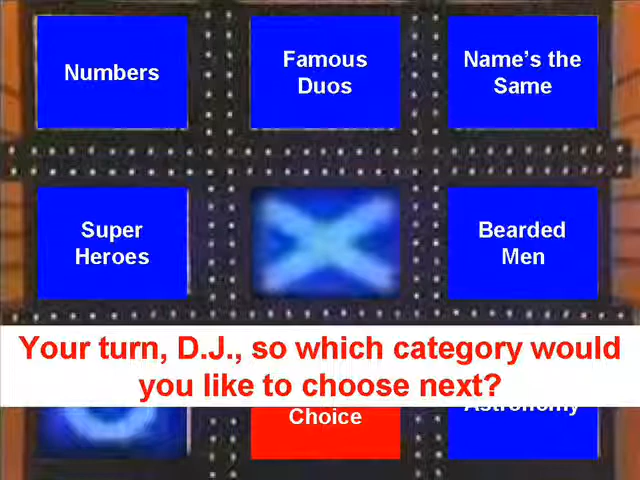 Numbers
Famous
Duos
Name's the
Same
Super
Heroes
Bearded
Men
Your turn, D.J., so which category would
you like to choose next?
Choice
Astronomy